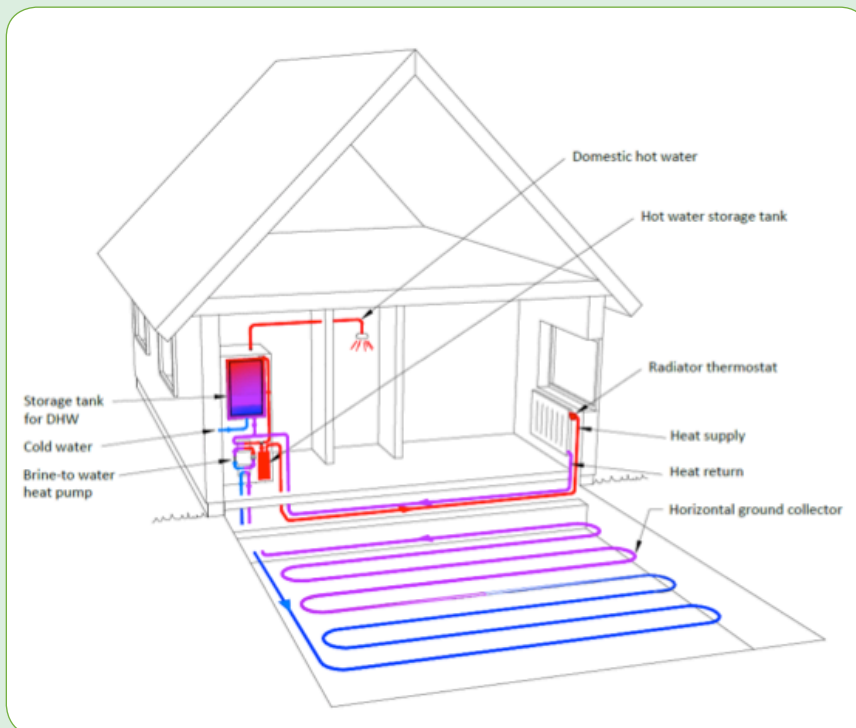 Domestic hot water
Hot water storage tank
Radiator thermostat
Storage tank
for DHW
Heat supply
Cold water
Brine-to water
heat pump
Heat return
Horizontal ground collector